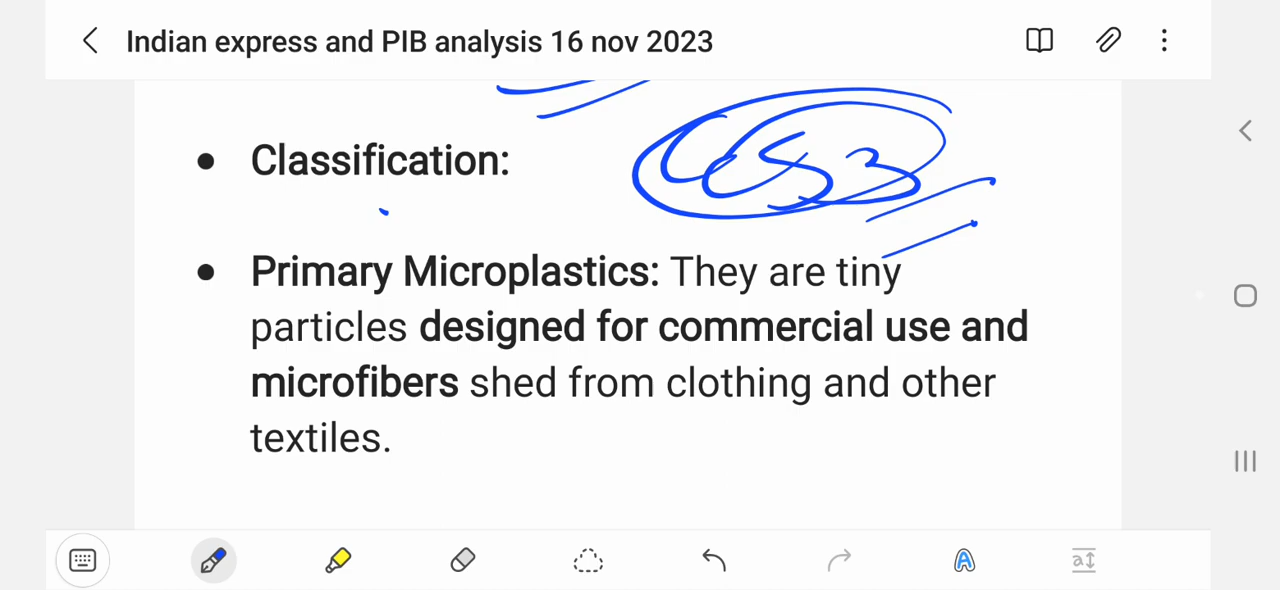 Indian express and PIB analysis 16 nov 2023
Classification:
Primary Microplastics: They are tiny
particles designed for commercial use and
microfibers shed from clothing and other
textiles.